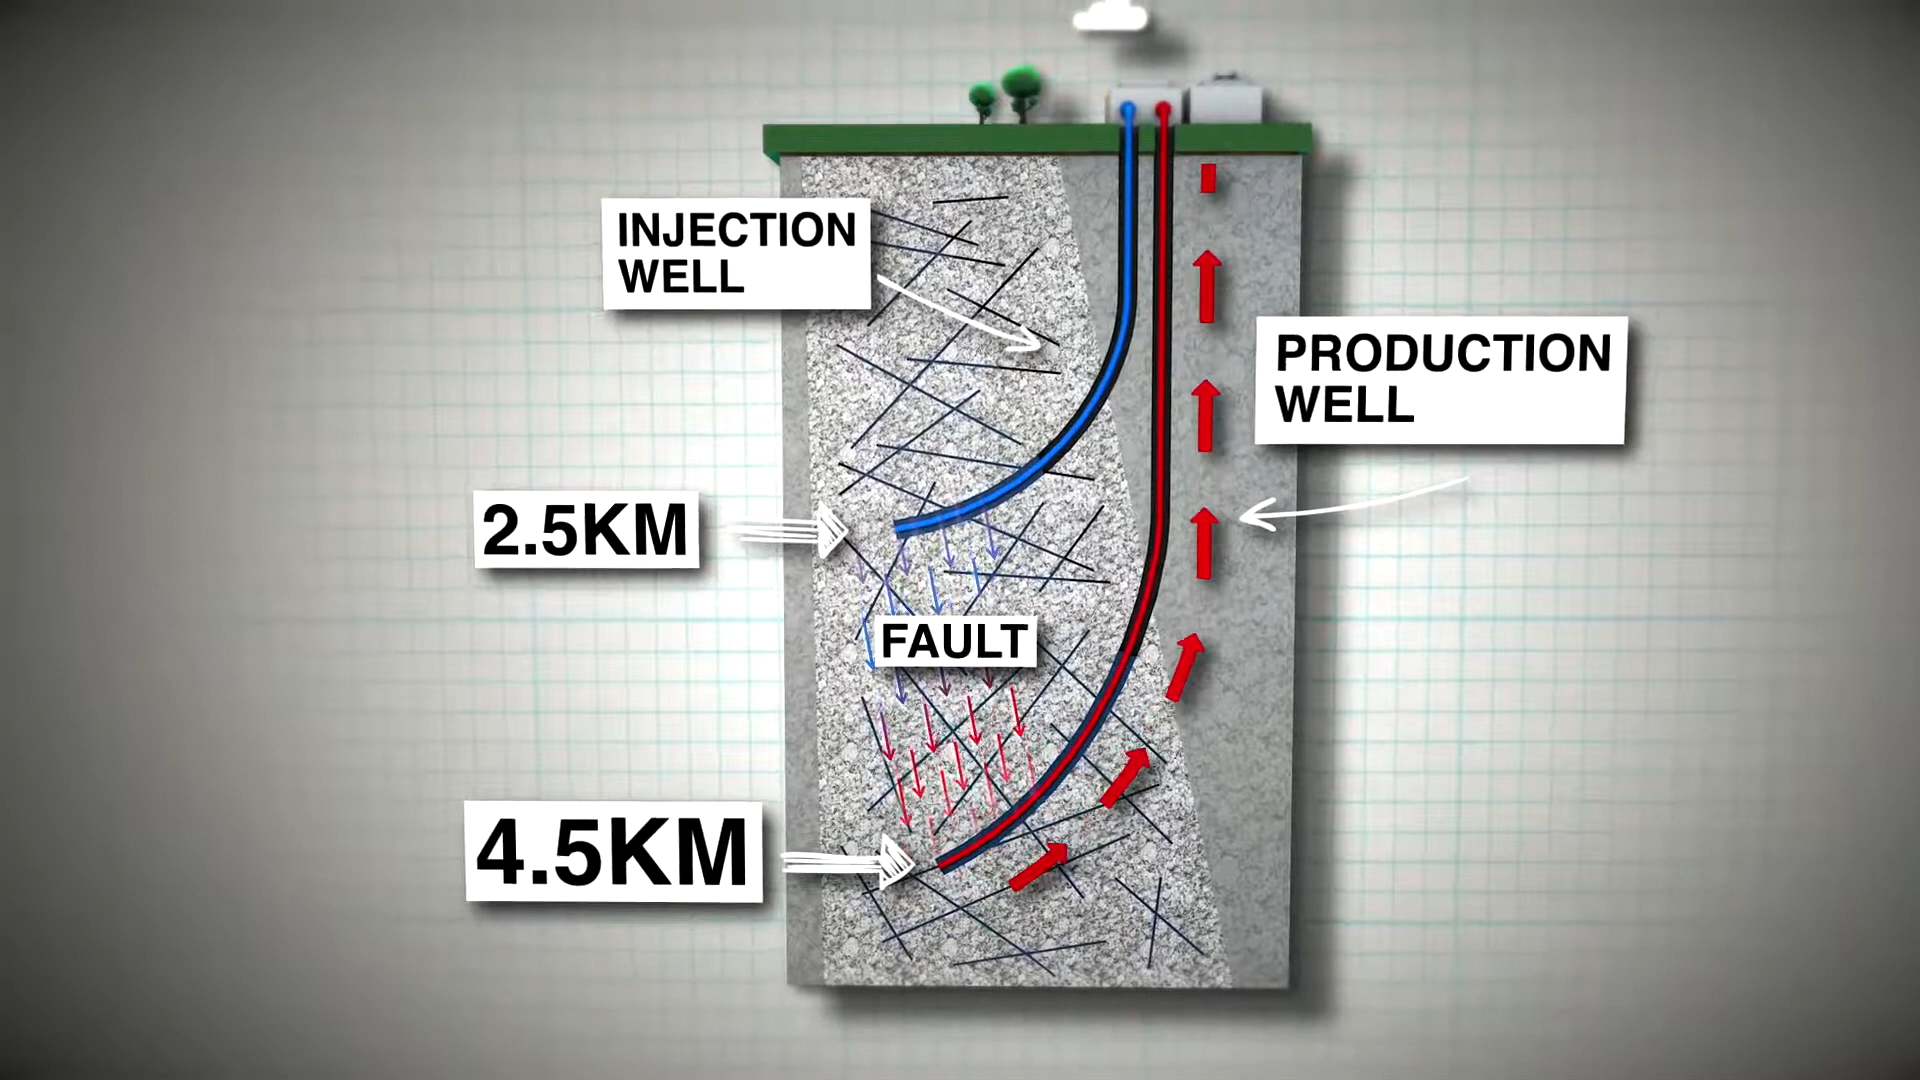 INJECTION
WELL
PRODUCTION
WELL
2.5KM
FAULT
4.5KM